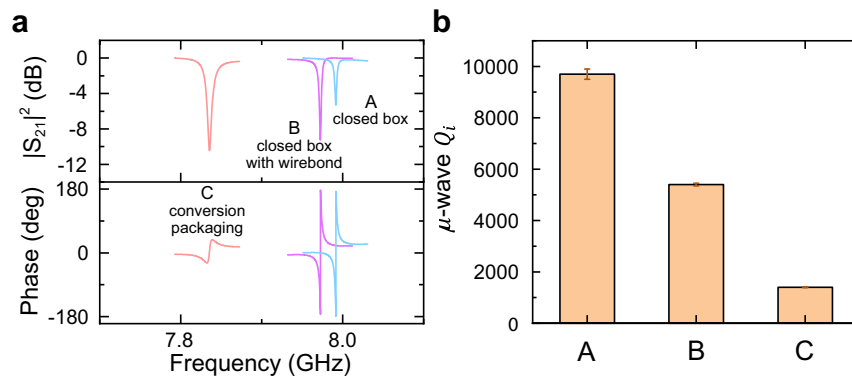 a
|S21|² (dB)
0
-4
-8
-12
A
closed box
B
closed box
with wirebond
Phase (deg)
180
0
-180
C
conversion
packaging
7.8
8.0
Frequency (GHz)
b
μ-wave Qi
10000
8000
6000
4000
2000
0
A
B
C